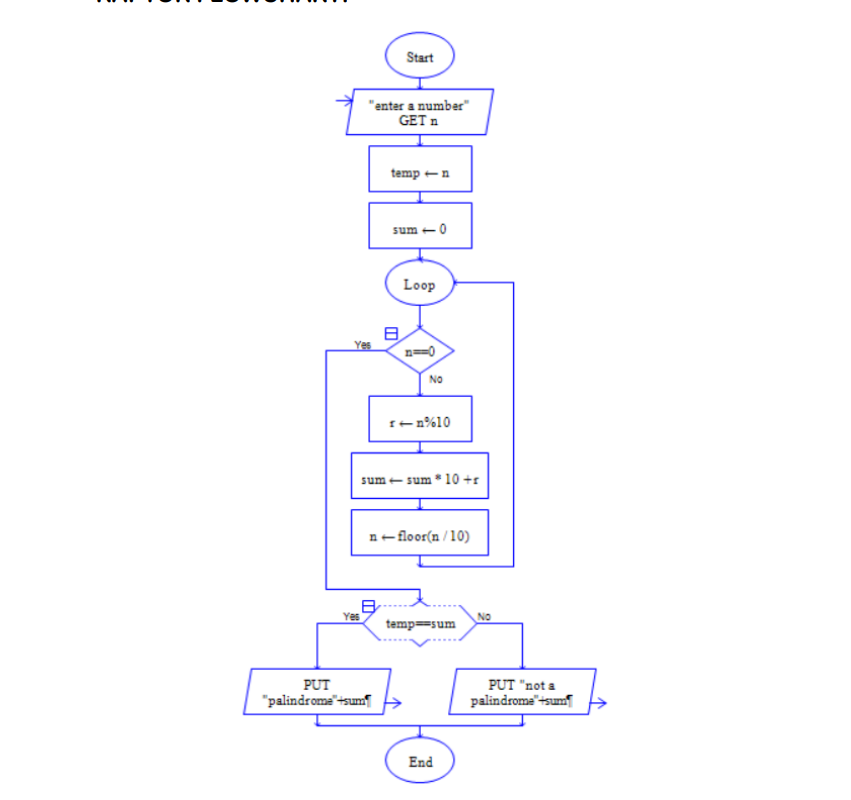 Start
"enter a number"
GET n
temp ← n
sum ← 0
Loop
Yes
n==0
No
r ← n%10
sum ← sum * 10 +r
n ← floor(n / 10)
Yes
temp==sum
No
PUT
"palindrome"+sum¶
PUT "not a
palindrome"+sum¶
End